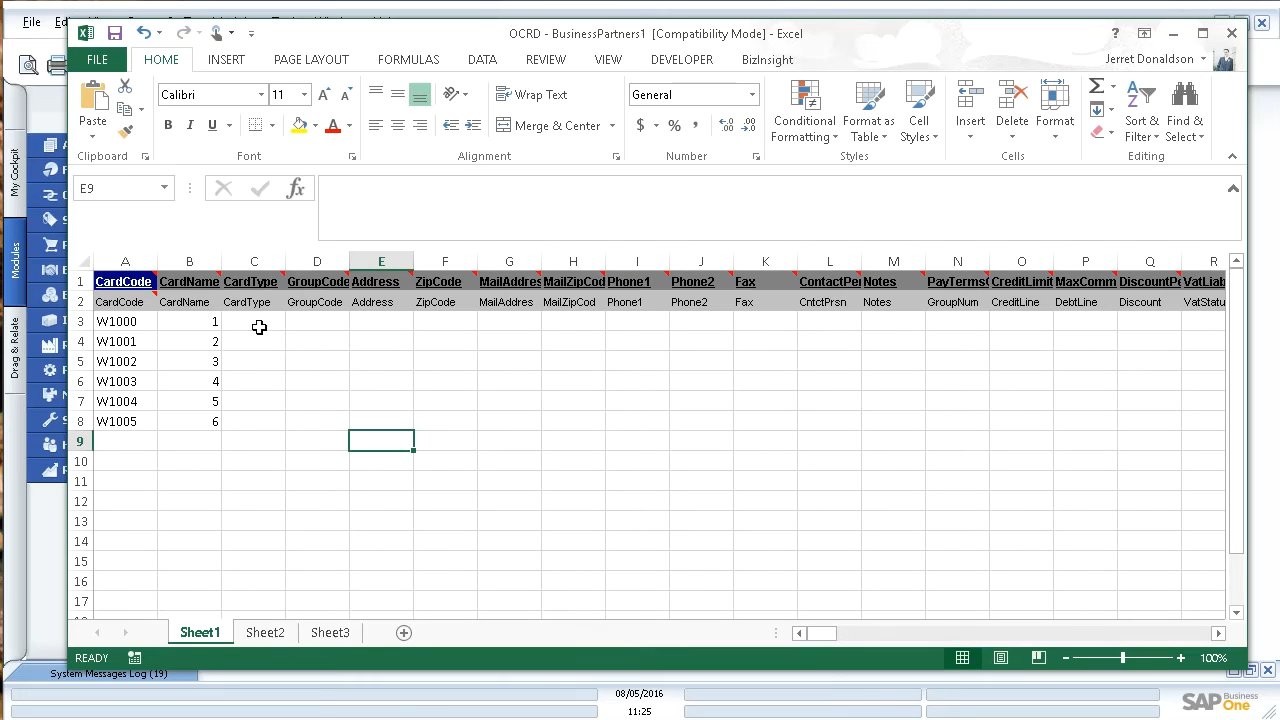 File
OCRD - BusinessPartners1 [Compatibility Mode] - Excel
?
FILE HOME INSERT PAGE LAYOUT FORMULAS DATA REVIEW VIEW DEVELOPER BizInsight Jerret Donaldson
Paste
Calibri 11
B I U
Wrap Text
Merge & Center
General
$ % ,
Conditional Formatting
Format as Table
Cell Styles
Insert Delete Format
Sort & Filter
Find & Select
Clipboard Font Alignment Number Styles Cells Editing
E9 fx
A B C D E F G H I J K L M N O P Q R
1 CardCode CardName CardType GroupCode Address ZipCode MailAddres MailZipCod Phone1 Phone2 Fax ContactPe Notes PayTerms CreditLimit MaxComm DiscountP VatLiab
2 CardCode CardName CardType GroupCode Address ZipCode MailAddres MailZipCod Phone1 Phone2 Fax CntctPrsn Notes GroupNum CreditLine DebtLine Discount VatStatu
3 W1000 1
4 W1001 2
5 W1002 3
6 W1003 4
7 W1004 5
8 W1005 6
9
10
11
12
13
14
15
16
17
My Cockpit
Modules
Drag & Relate
Sheet1 Sheet2 Sheet3
READY 100%
System Messages Log (19)
08/05/2016
11:25
SAP Business One